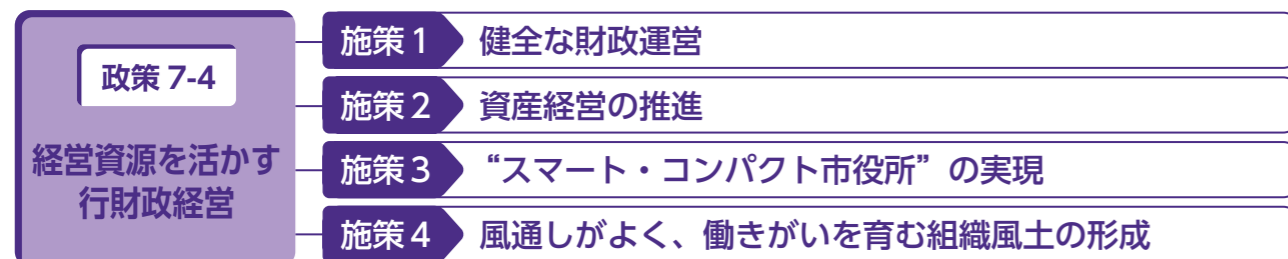 政策 7-4
経営資源を活かす
行財政経営
施策 1 健全な財政運営
施策 2 資産経営の推進
施策 3 “スマート・コンパクト市役所”の実現
施策 4 風通しがよく、働きがいを育む組織風土の形成